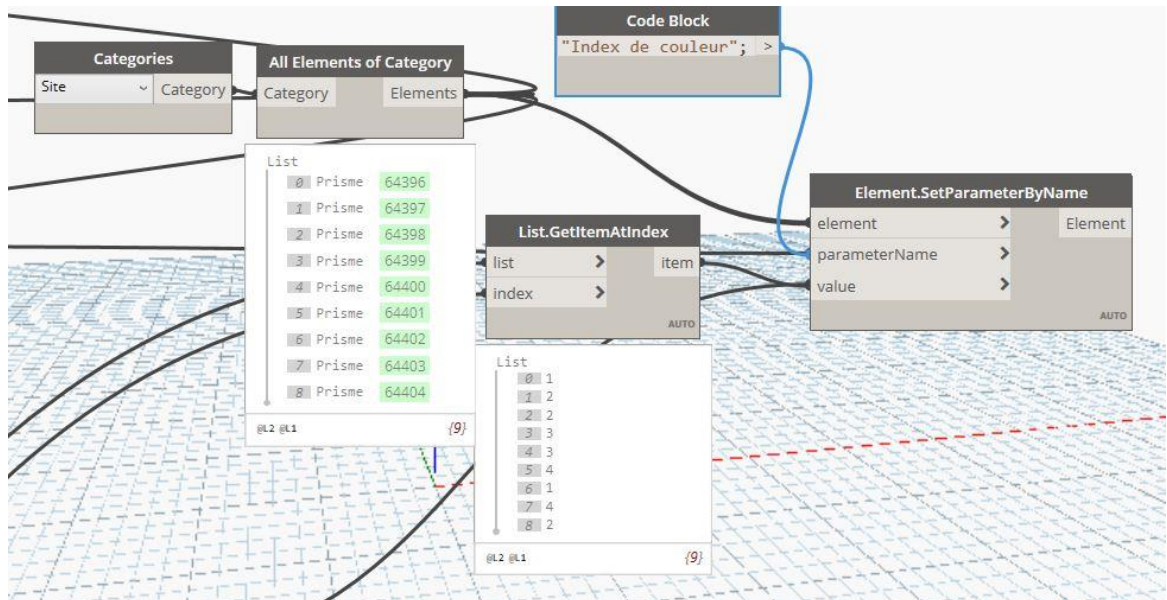 Code Block
"Index de couleur"; >
Categories
Site
Category
All Elements of Category
Category
Elements
List
0 Prisme 64396
1 Prisme 64397
2 Prisme 64398
3 Prisme 64399
4 Prisme 64400
5 Prisme 64401
6 Prisme 64402
7 Prisme 64403
8 Prisme 64404
@L2 @L1 {9}
List.GetItemAtIndex
list > item
index >
AUTO
List
0 1
1 2
2 2
3 3
4 3
5 4
6 1
7 4
8 2
@L2 @L1 {9}
Element.SetParameterByName
element > Element
parameterName >
value >
AUTO